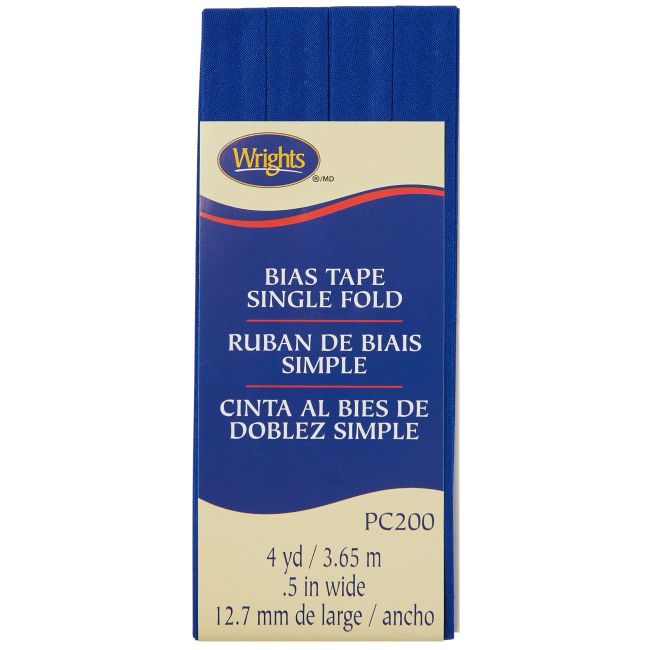 Wrights
®/MD
BIAS TAPE
SINGLE FOLD
RUBAN DE BIAIS
SIMPLE
CINTA AL BIES DE
DOBLEZ SIMPLE
PC200
4 yd / 3.65 m
.5 in wide
12.7 mm de large / ancho